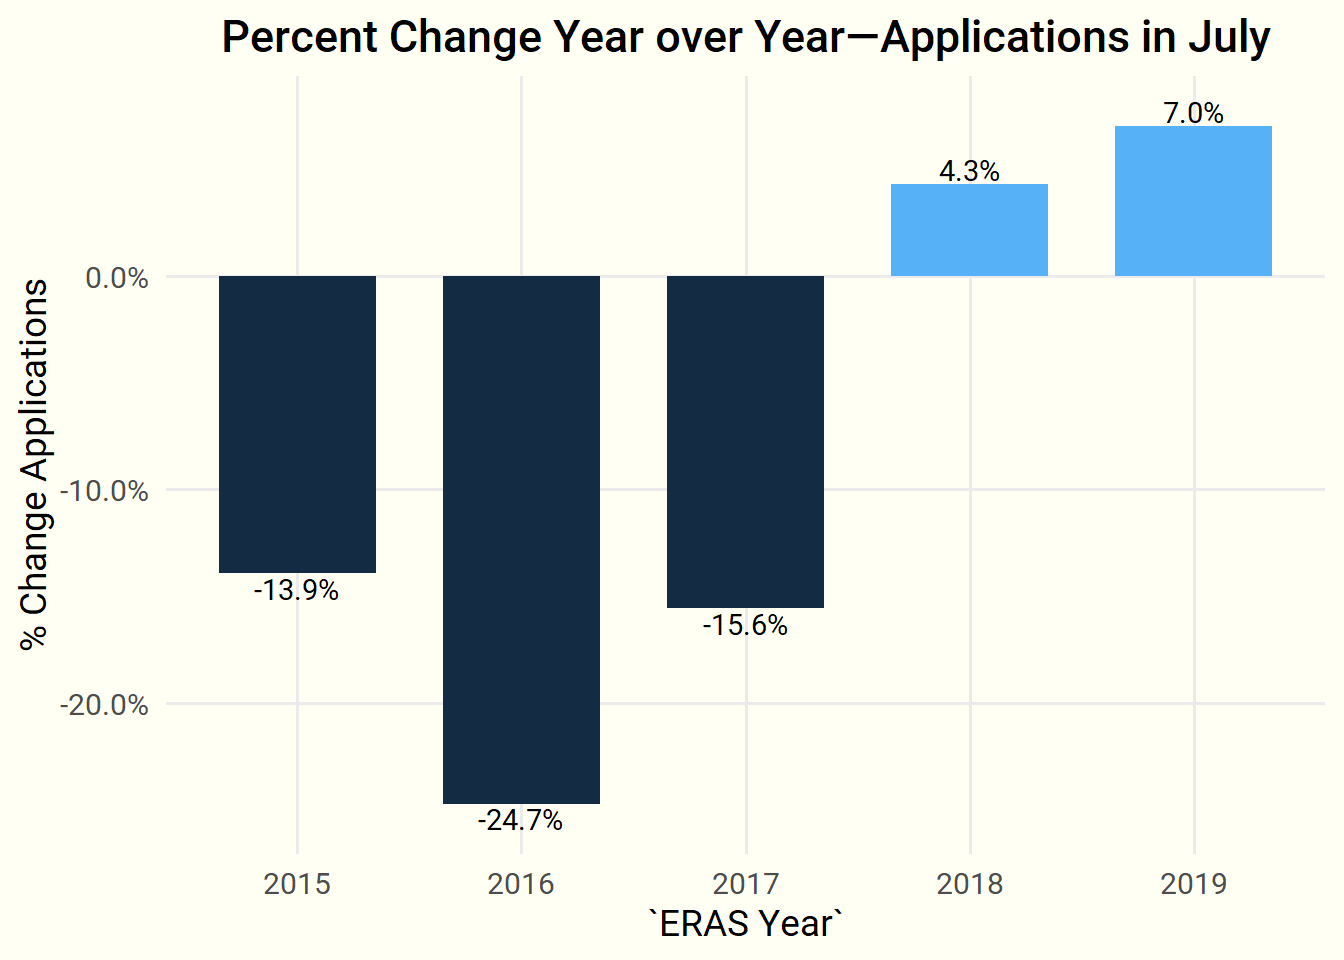 Percent Change Year over Year—Applications in July
7.0%
4.3%
0.0%
% Change Applications
-10.0%
-13.9%
-15.6%
-20.0%
-24.7%
2015 2016 2017 2018 2019
`ERAS Year`